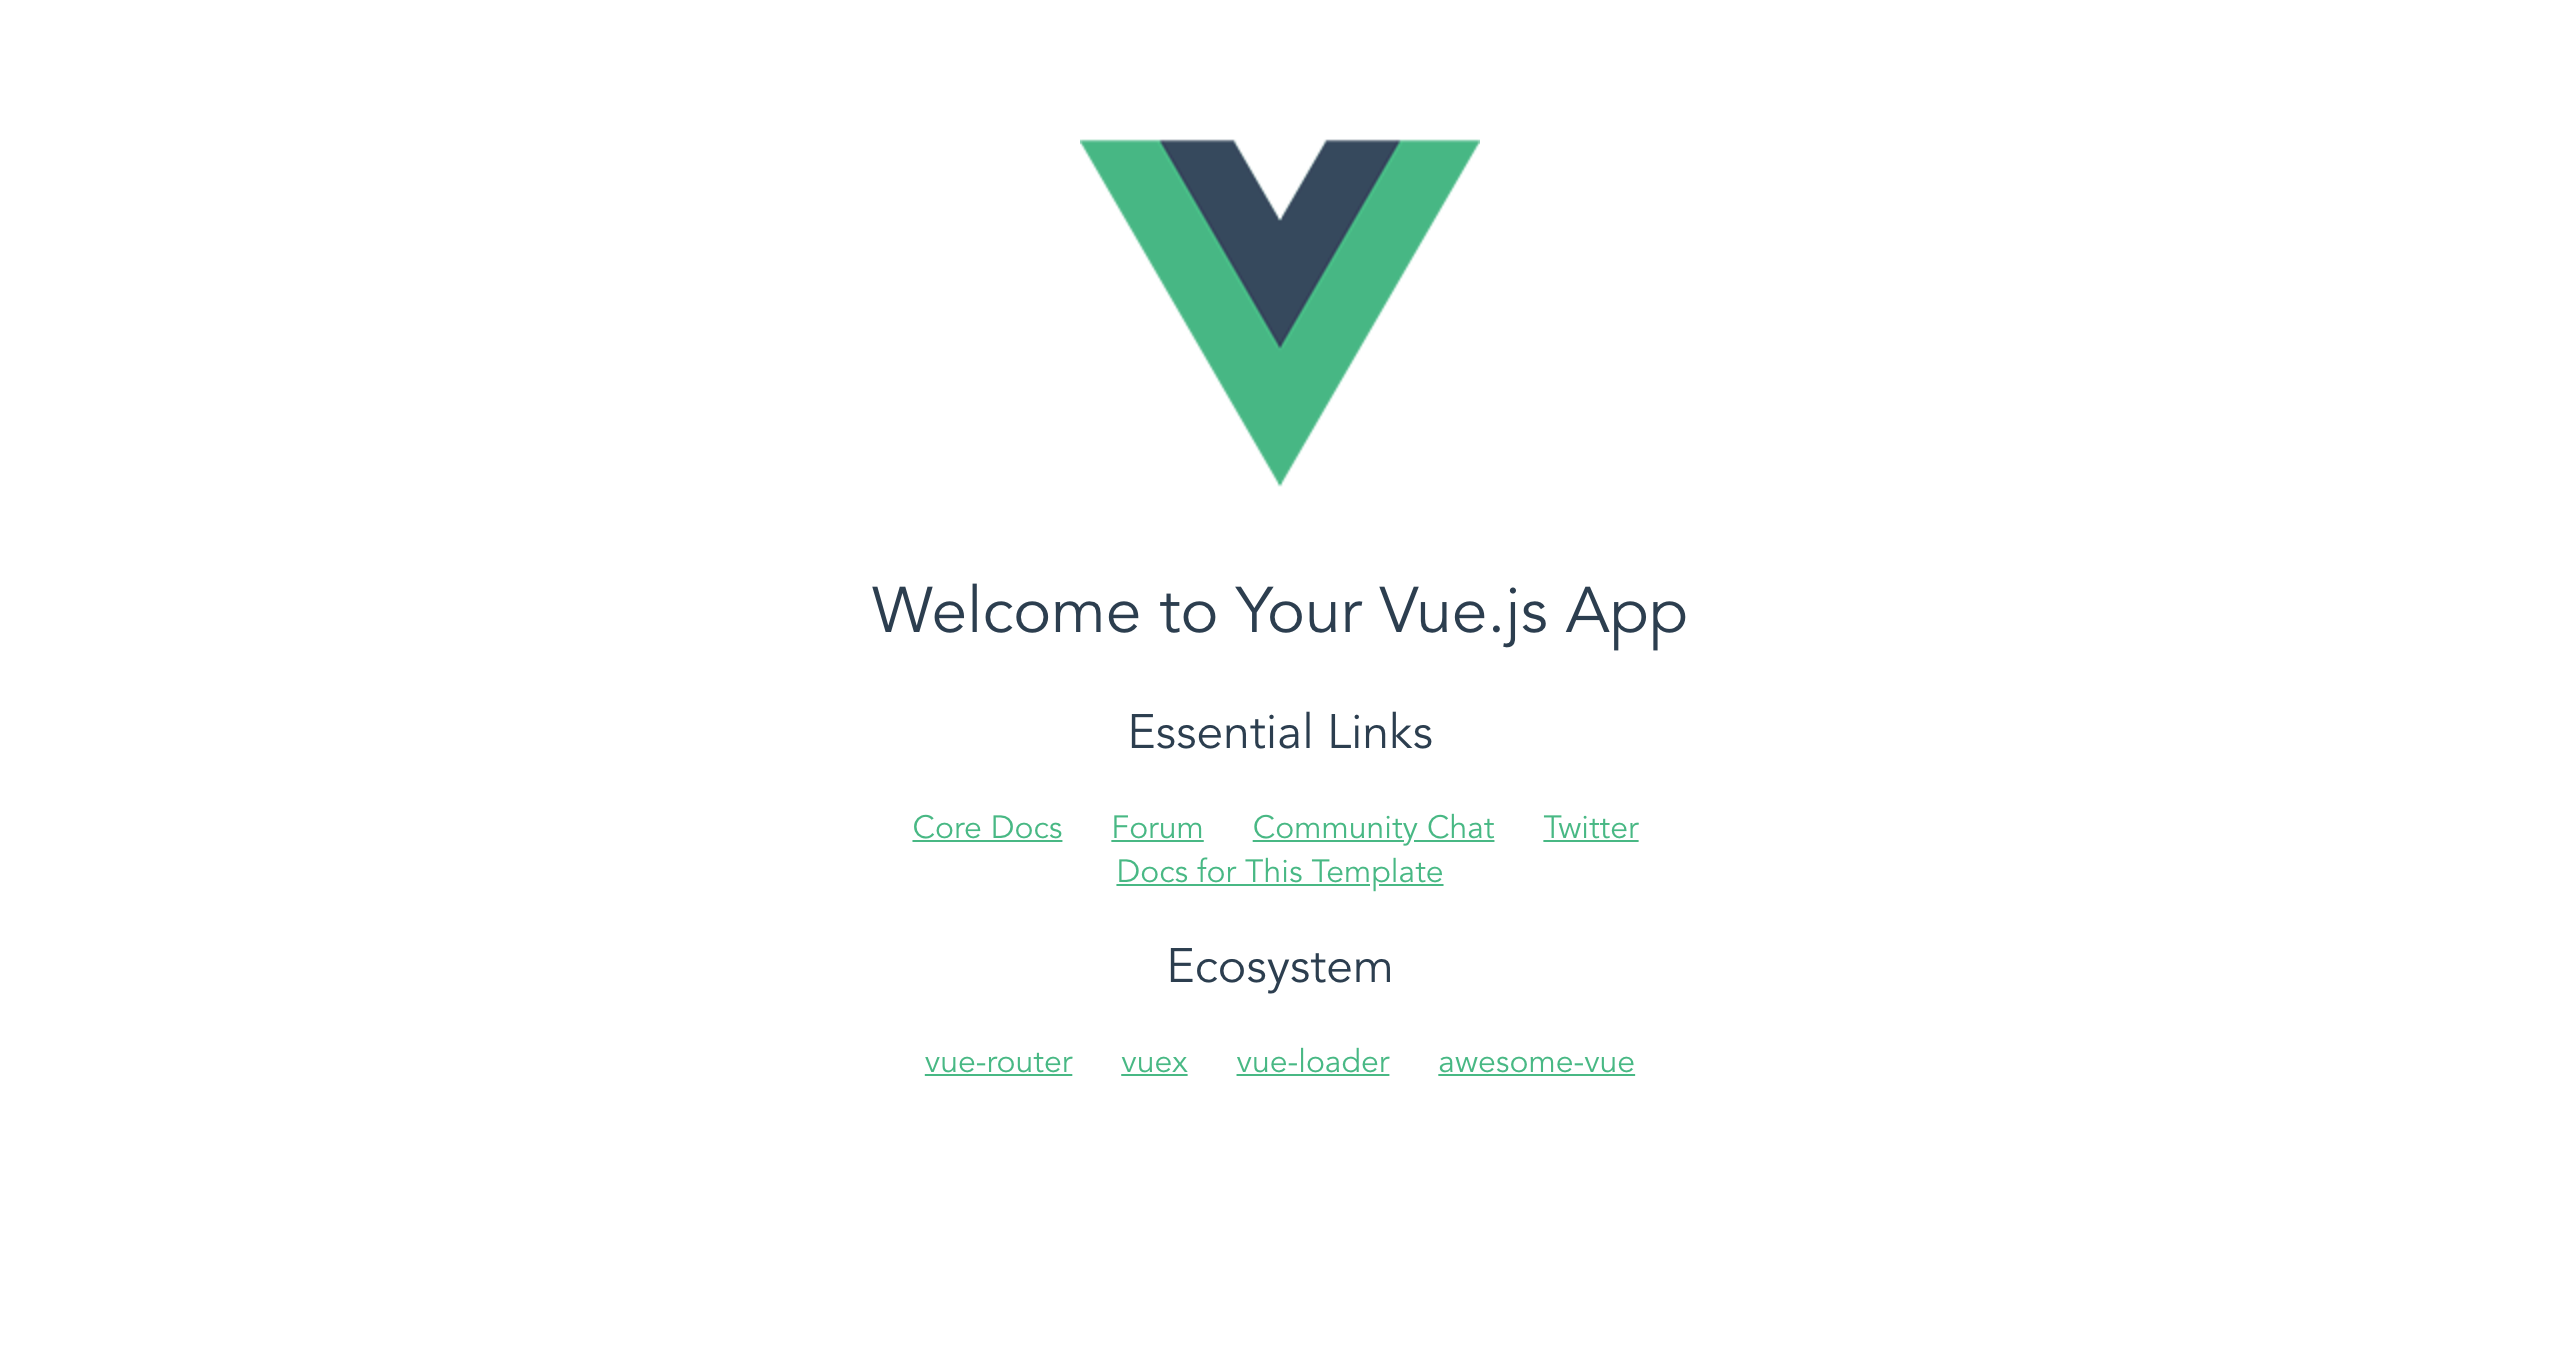 Welcome to Your Vue.js App
Essential Links
Core Docs Forum Community Chat Twitter
Docs for This Template
Ecosystem
vue-router vuex vue-loader awesome-vue